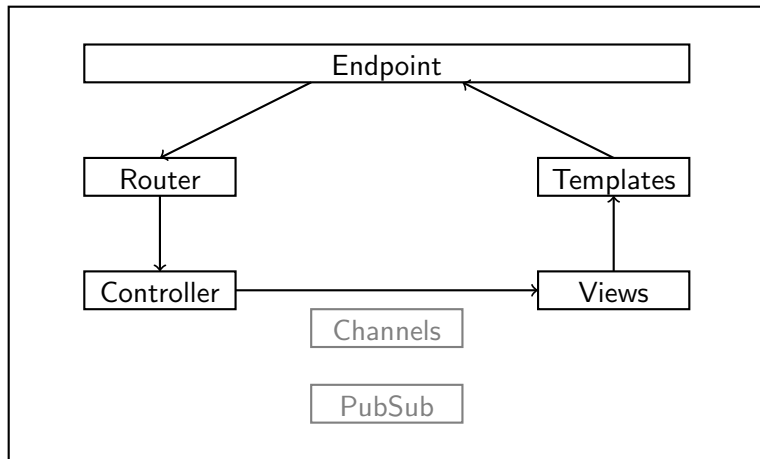 Endpoint
Router
Templates
Controller
Views
Channels
PubSub